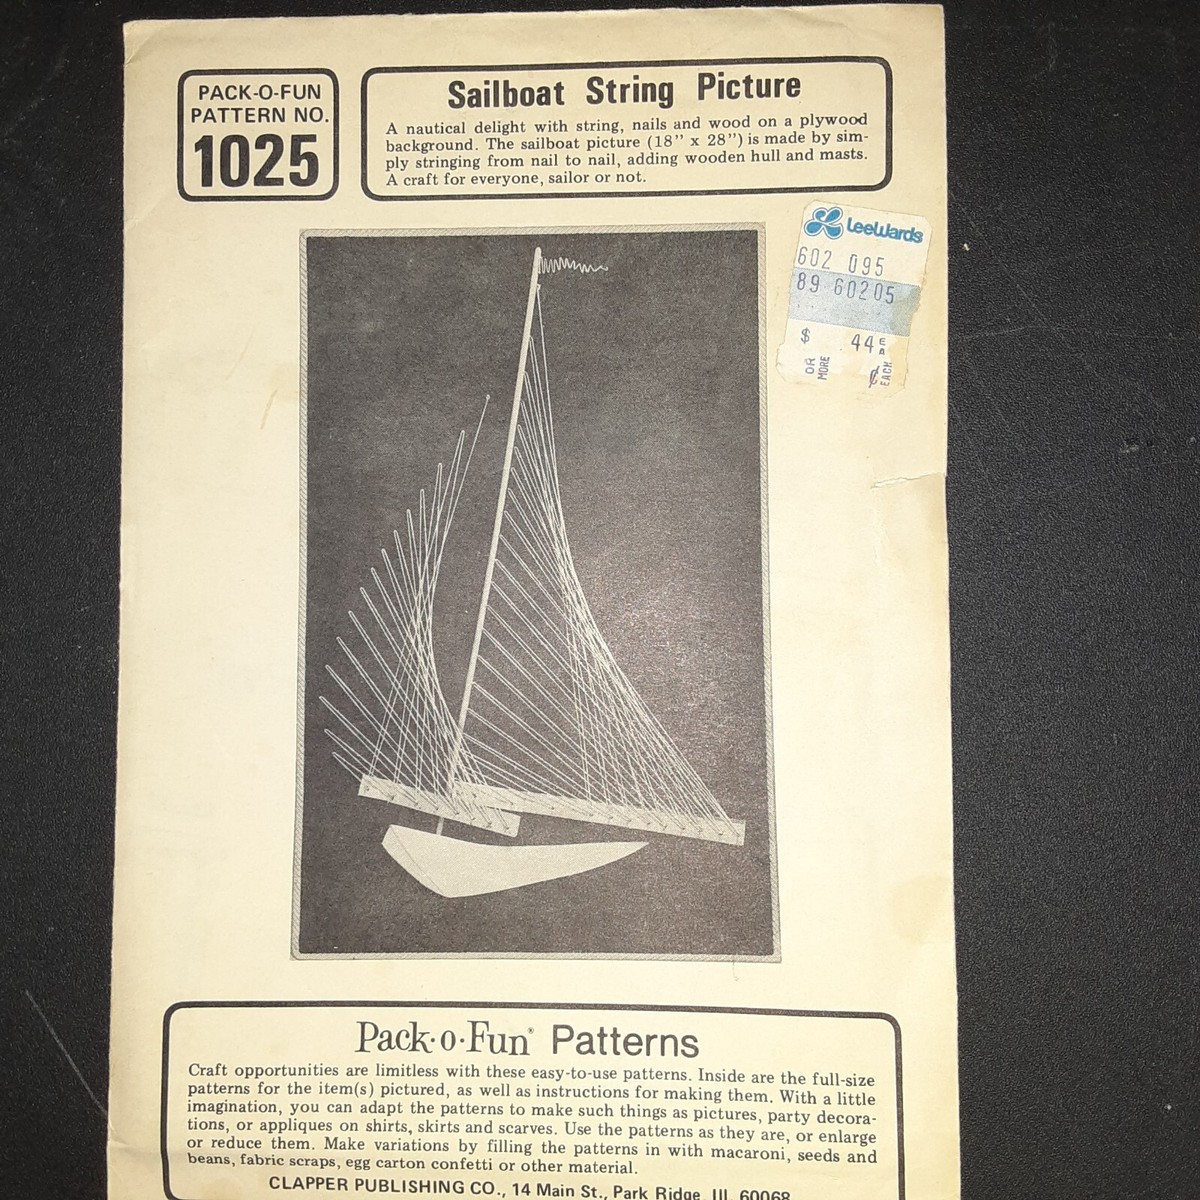 PACK-O-FUN
PATTERN NO.
1025
Sailboat String Picture
A nautical delight with string, nails and wood on a plywood
background. The sailboat picture (18" x 28") is made by sim-
ply stringing from nail to nail, adding wooden hull and masts.
A craft for everyone, sailor or not.
LeeWards
602 095
89 60205
$ 44 EA
OR MORE ¢ EACH
Pack·o·Fun® Patterns
Craft opportunities are limitless with these easy-to-use patterns. Inside are the full-size
patterns for the item(s) pictured, as well as instructions for making them. With a little
imagination, you can adapt the patterns to make such things as pictures, party decora-
tions, or appliques on shirts, skirts and scarves. Use the patterns as they are, or enlarge
or reduce them. Make variations by filling the patterns in with macaroni, seeds and
beans, fabric scraps, egg carton confetti or other material.
CLAPPER PUBLISHING CO., 14 Main St., Park Ridge, Ill. 60068